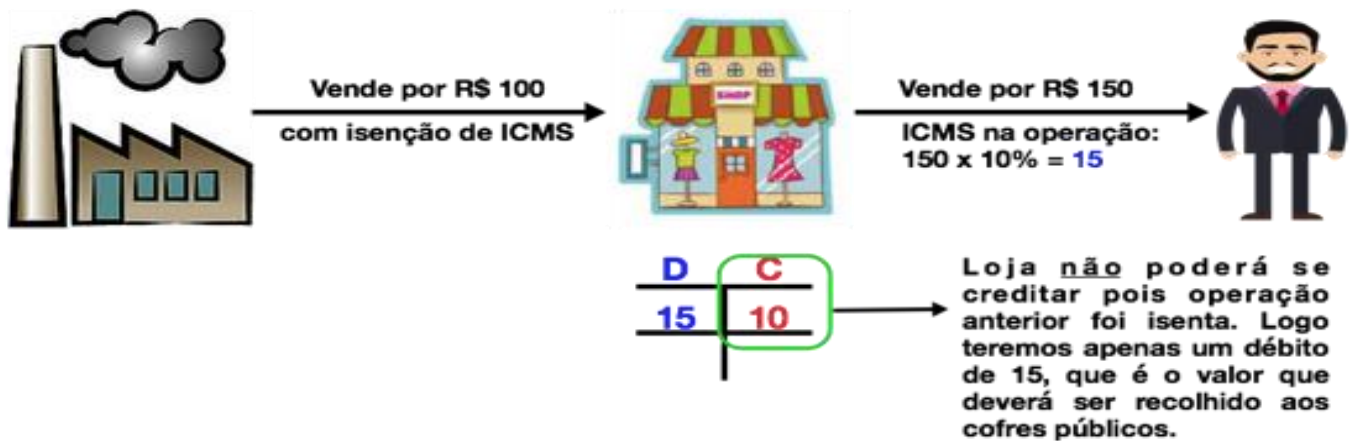 Vende por R$ 100
com isenção de ICMS
SHOP
Vende por R$ 150
ICMS na operação:
150 x 10% = 15
D C
15 10
Loja não poderá se
creditar pois operação
anterior foi isenta. Logo
teremos apenas um débito
de 15, que é o valor que
deverá ser recolhido aos
cofres públicos.